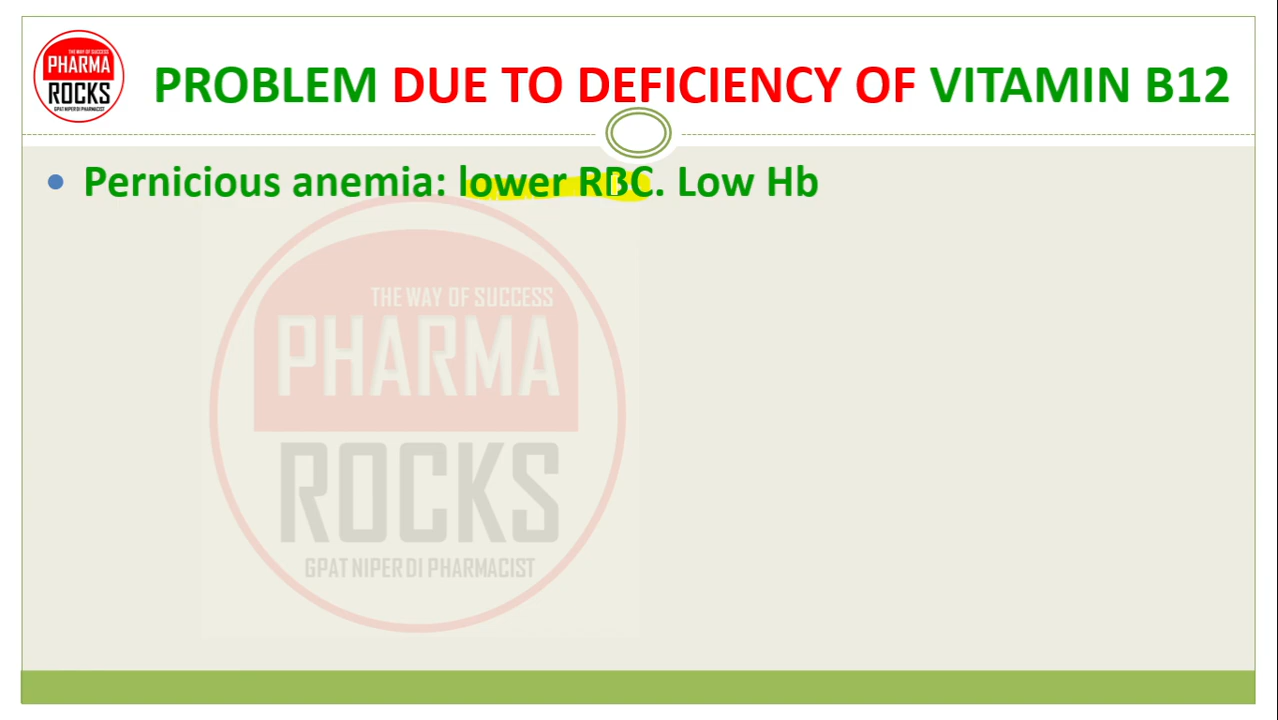 THE WAY OF SUCCESS
PHARMA
ROCKS
GPAT NIPER DI PHARMACIST
PROBLEM DUE TO DEFICIENCY OF VITAMIN B12
• Pernicious anemia: lower RBC. Low Hb
THE WAY OF SUCCESS
PHARMA
ROCKS
GPAT NIPER DI PHARMACIST